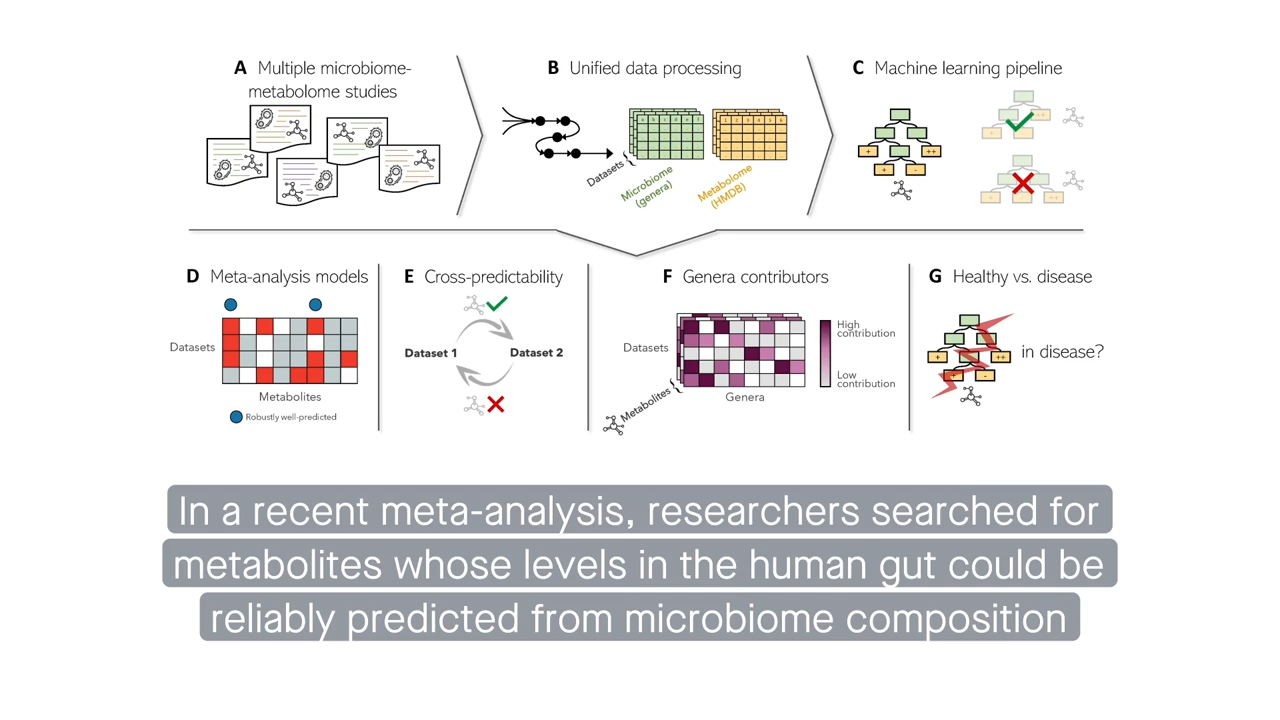 A Multiple microbiome-
metabolome studies
B Unified data processing
Datasets
Microbiome
(genera)
Metabolome
(HMDB)
C Machine learning pipeline
+
++
+
-
D Meta-analysis models
Datasets
Metabolites
Robustly well-predicted
E Cross-predictability
Dataset 1
Dataset 2
F Genera contributors
Datasets
Metabolites
Genera
High
contribution
Low
contribution
G Healthy vs. disease
+
++
-
in disease?
In a recent meta-analysis, researchers searched for
metabolites whose levels in the human gut could be
reliably predicted from microbiome composition